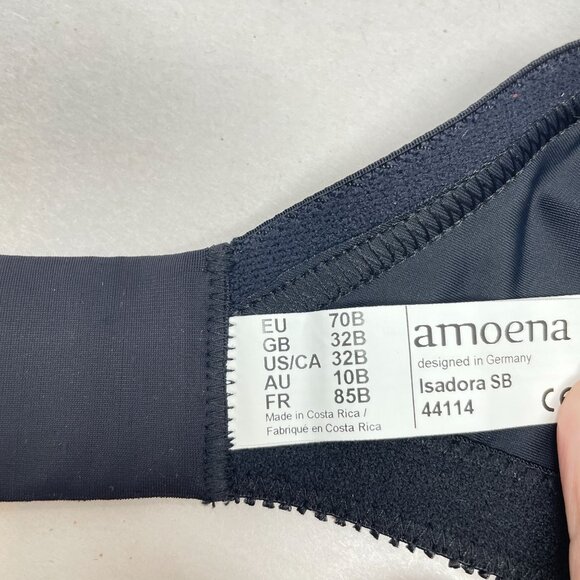 EU 70B
GB 32B
US/CA 32B
AU 10B
FR 85B
Made in Costa Rica /
Fabriqué en Costa Rica
amoena
designed in Germany
Isadora SB
44114 CE